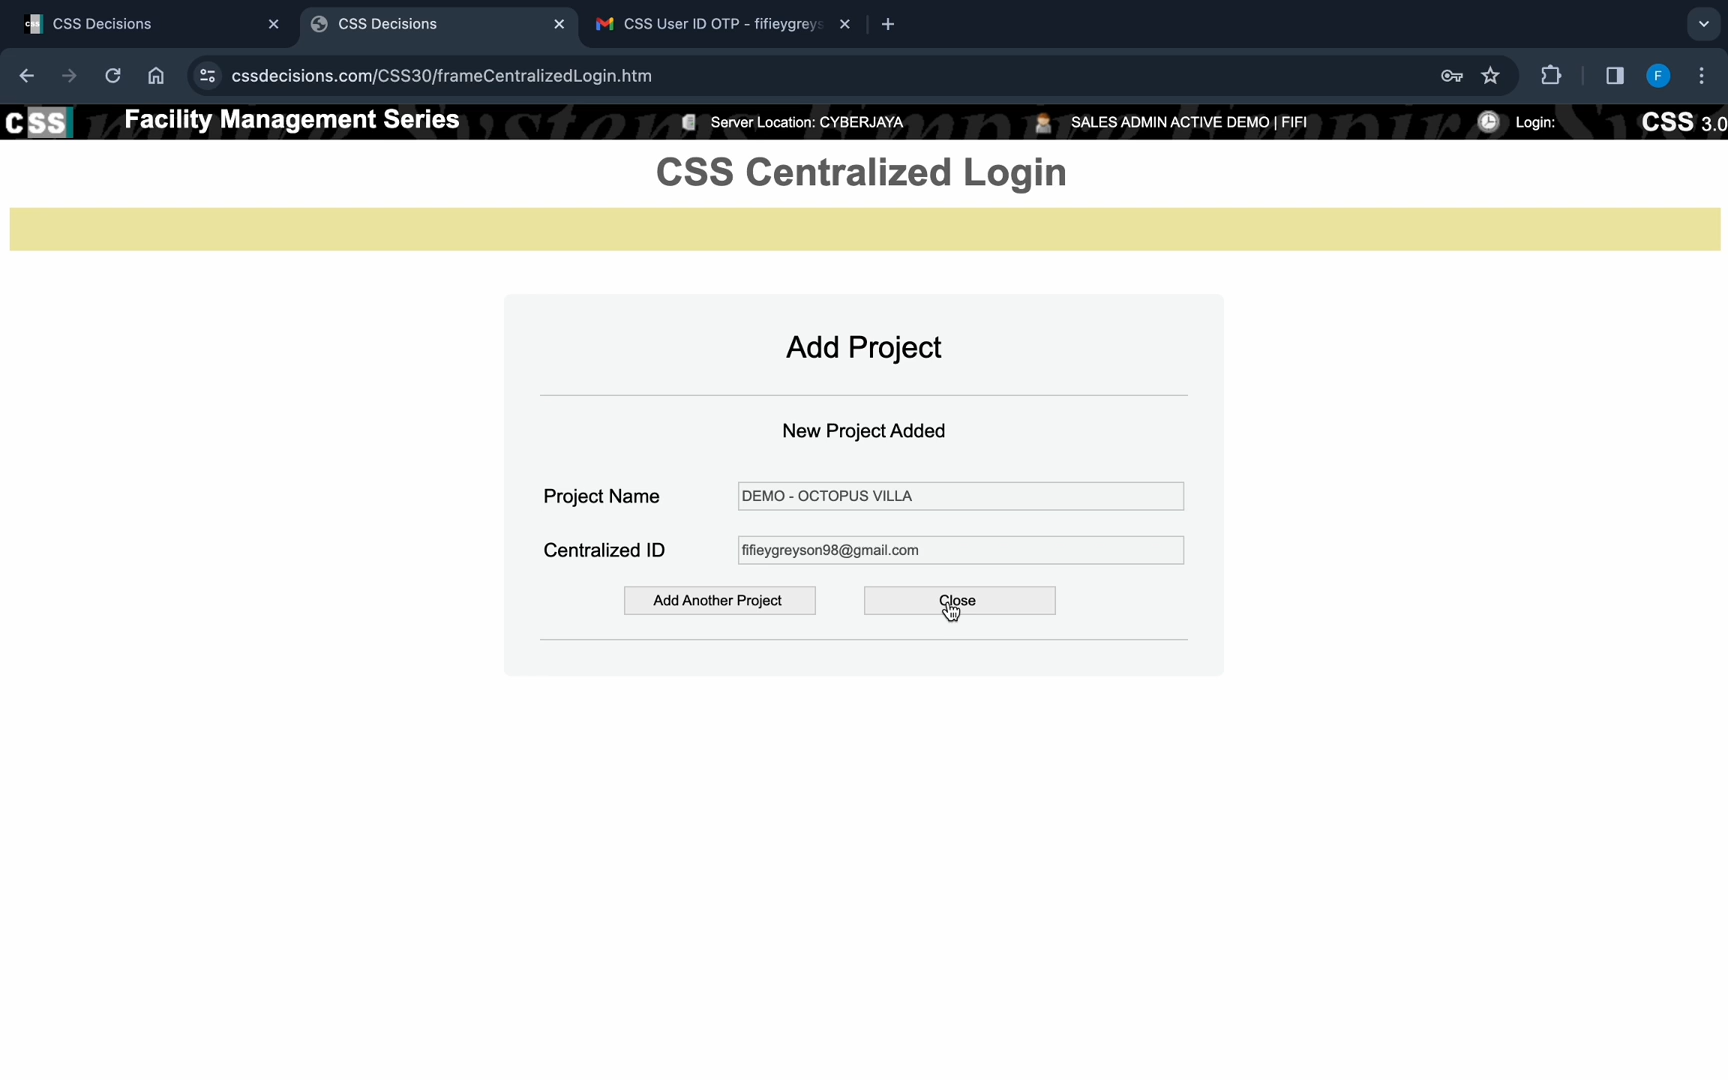 CSS Decisions
CSS Decisions
CSS User ID OTP - fifieygreys
cssdecisions.com/CSS30/frameCentralizedLogin.htm
F
css
Facility Management Series
Server Location: CYBERJAYA
SALES ADMIN ACTIVE DEMO | FIFI
Login:
CSS 3.0
CSS Centralized Login
Add Project
New Project Added
Project Name
DEMO - OCTOPUS VILLA
Centralized ID
fifieygreyson98@gmail.com
Add Another Project
Close